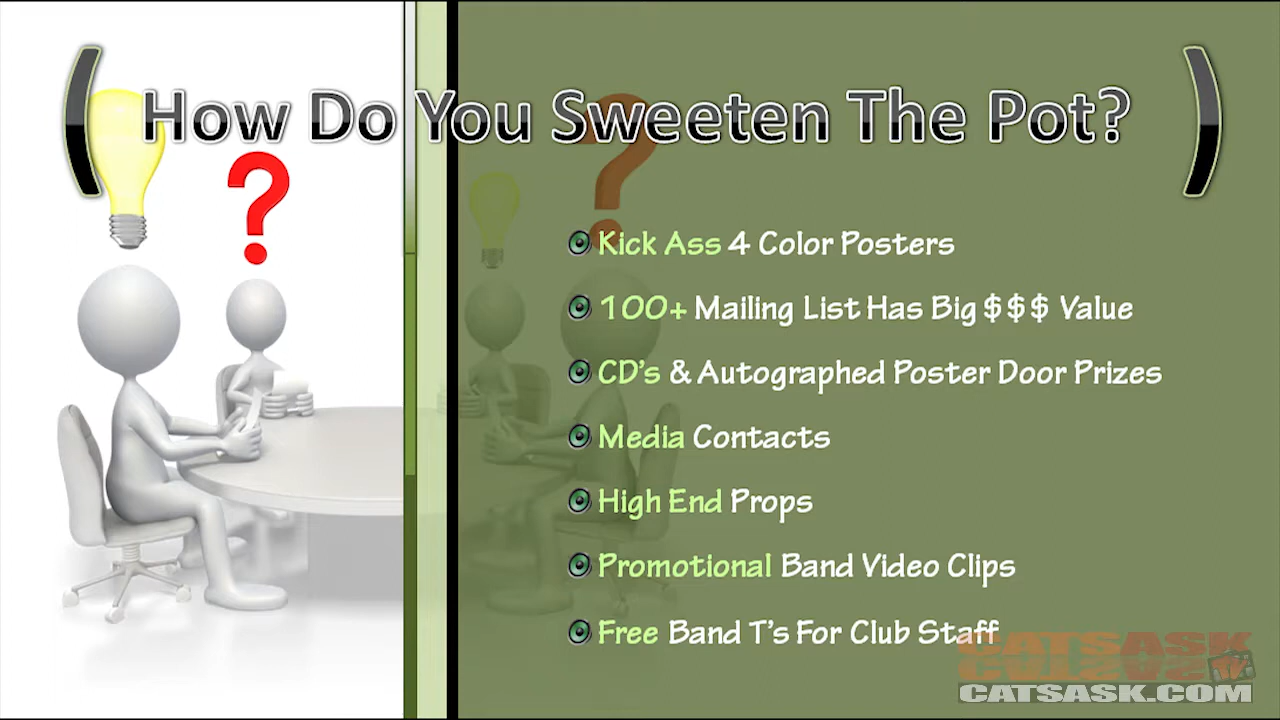 How Do You Sweeten The Pot?
Kick Ass 4 Color Posters
100+ Mailing List Has Big $$$ Value
CD's & Autographed Poster Door Prizes
Media Contacts
High End Props
Promotional Band Video Clips
Free Band T's For Club Staff
CATSASK
TV
CATSASK.COM